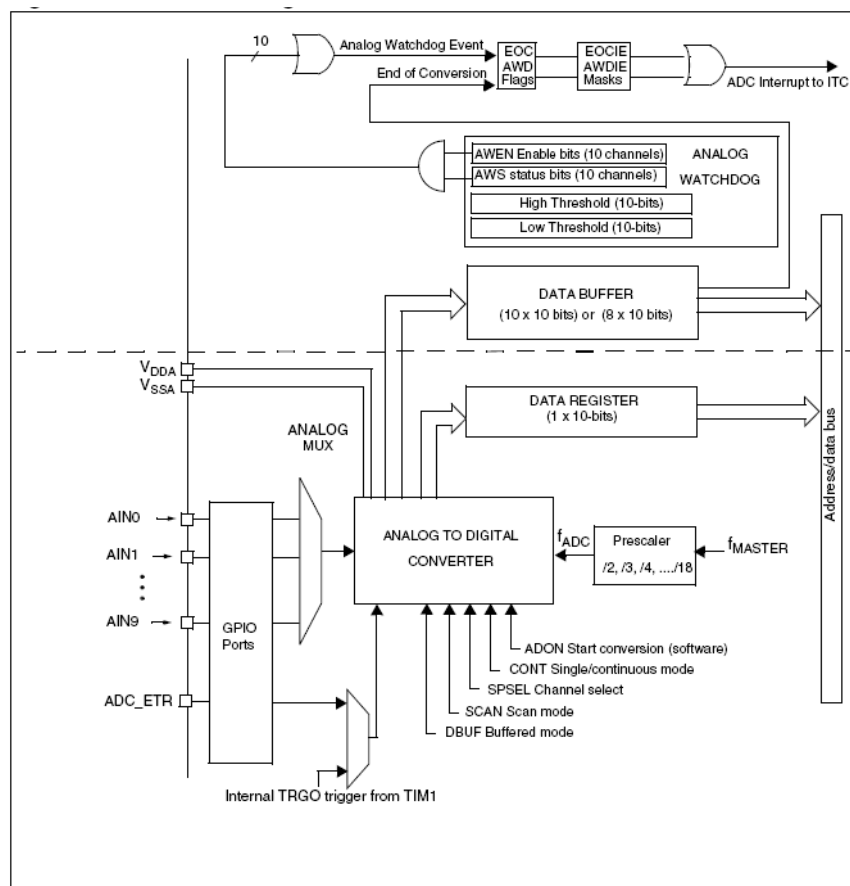 10
Analog Watchdog Event
End of Conversion
EOC
AWD
Flags
EOCIE
AWDIE
Masks
ADC Interrupt to ITC
AWEN Enable bits (10 channels)
AWS status bits (10 channels)
ANALOG
WATCHDOG
High Threshold (10-bits)
Low Threshold (10-bits)
DATA BUFFER
(10 x 10 bits) or (8 x 10 bits)
VDDA
VSSA
DATA REGISTER
(1 x 10-bits)
ANALOG
MUX
Address/data bus
AIN0
AIN1
AIN9
GPIO
Ports
ANALOG TO DIGITAL
CONVERTER
fADC
Prescaler
/2, /3, /4, ..../18
fMASTER
ADON Start conversion (software)
CONT Single/continuous mode
SPSEL Channel select
SCAN Scan mode
DBUF Buffered mode
ADC_ETR
Internal TRGO trigger from TIM1